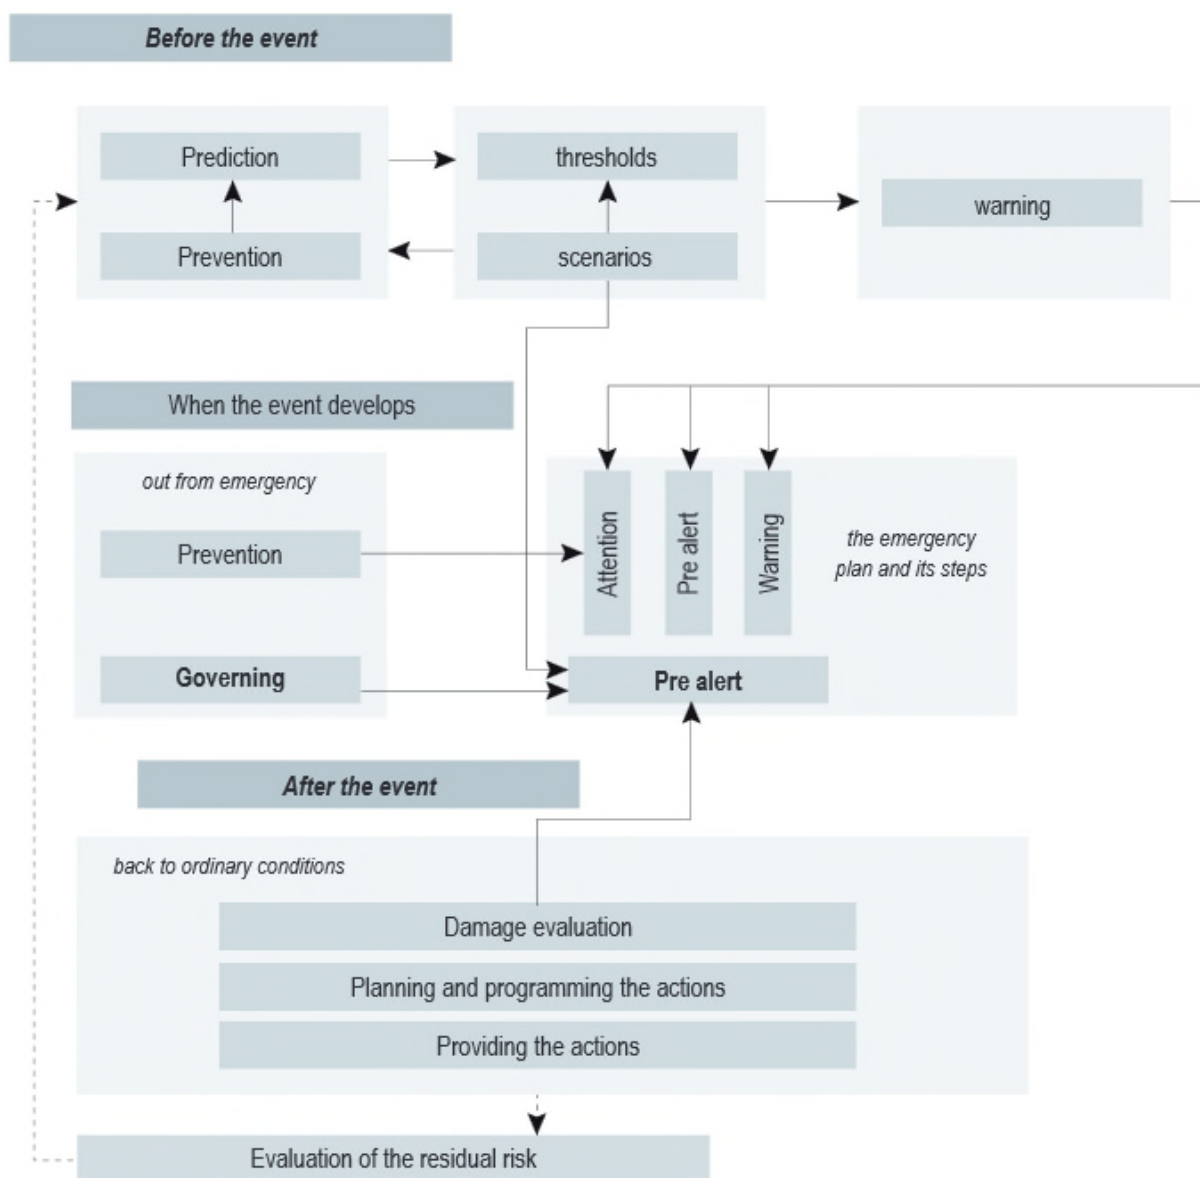 Before the event
Prediction
thresholds
warning
Prevention
scenarios
When the event develops
out from emergency
Prevention
Governing
Attention
Pre alert
Warning
the emergency
plan and its steps
Pre alert
After the event
back to ordinary conditions
Damage evaluation
Planning and programming the actions
Providing the actions
Evaluation of the residual risk